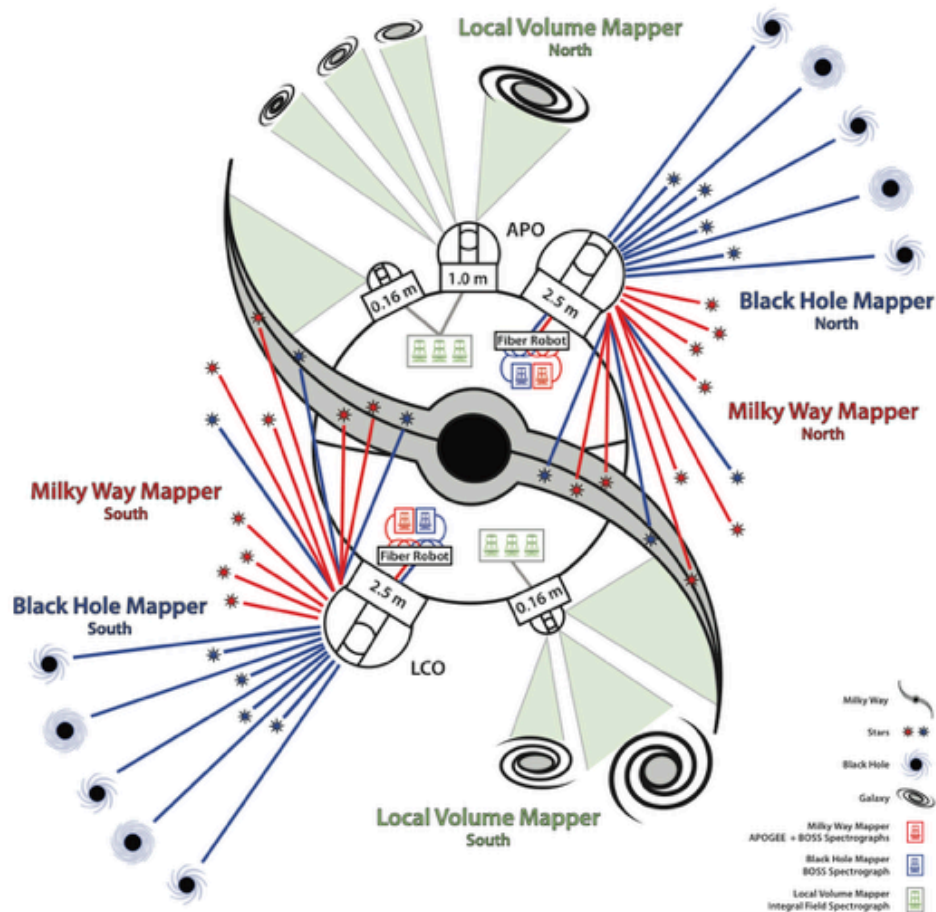 Local Volume Mapper
North
APO
0.16 m
1.0 m
2.5 m
Fiber Robot
Black Hole Mapper
North
Milky Way Mapper
North
Milky Way Mapper
South
Fiber Robot
2.5 m
0.16 m
Black Hole Mapper
South
LCO
Local Volume Mapper
South
Milky Way
Stars
Black Hole
Galaxy
Milky Way Mapper
APOGEE + BOSS Spectrographs
Black Hole Mapper
BOSS Spectrograph
Local Volume Mapper
Integral Field Spectrograph